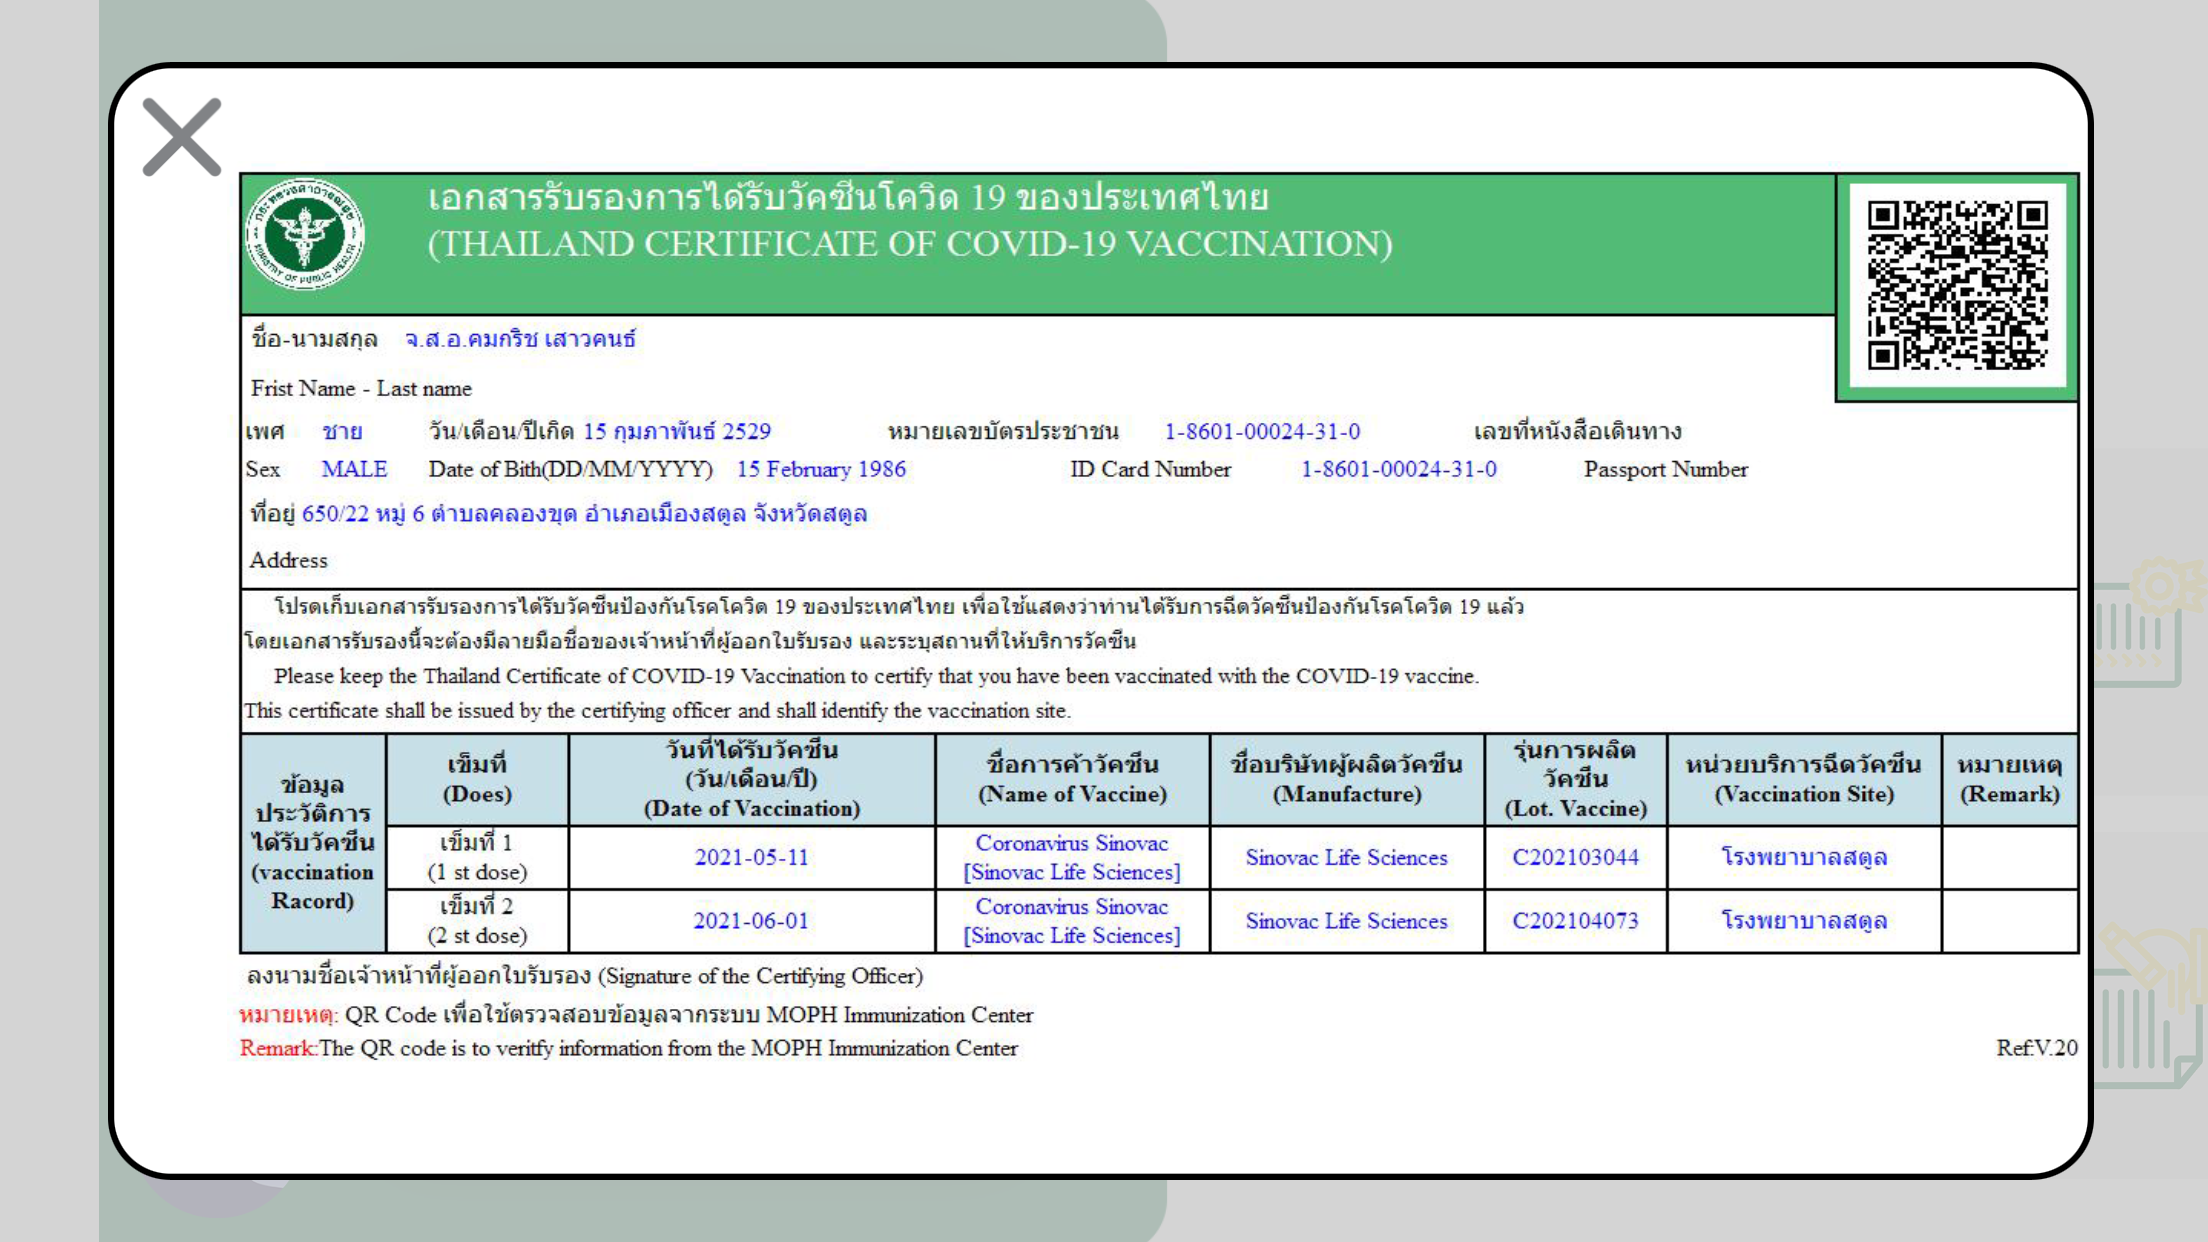 เอกสารรับรองการได้รับวัคซีนโควิด 19 ของประเทศไทย
(THAILAND CERTIFICATE OF COVID-19 VACCINATION)
กระทรวงสาธารณสุข
MINISTRY OF PUBLIC HEALTH
ชื่อ-นามสกุล จ.ส.อ.คมกริช เสาวคนธ์
Frist Name - Last name
เพศ ชาย วัน/เดือน/ปีเกิด 15 กุมภาพันธ์ 2529 หมายเลขบัตรประชาชน 1-8601-00024-31-0 เลขที่หนังสือเดินทาง
Sex MALE Date of Bith(DD/MM/YYYY) 15 February 1986 ID Card Number 1-8601-00024-31-0 Passport Number
ที่อยู่ 650/22 หมู่ 6 ตำบลคลองขุด อำเภอเมืองสตูล จังหวัดสตูล
Address
โปรดเก็บเอกสารรับรองการได้รับวัคซีนป้องกันโรคโควิด 19 ของประเทศไทย เพื่อใช้แสดงว่าท่านได้รับการฉีดวัคซีนป้องกันโรคโควิด 19 แล้ว
โดยเอกสารรับรองนี้จะต้องมีลายมือชื่อของเจ้าหน้าที่ผู้ออกใบรับรอง และระบุสถานที่ให้บริการวัคซีน
Please keep the Thailand Certificate of COVID-19 Vaccination to certify that you have been vaccinated with the COVID-19 vaccine.
This certificate shall be issued by the certifying officer and shall identify the vaccination site.
ข้อมูล
ประวัติการ
ได้รับวัคซีน
(vaccination
Racord)
เข็มที่
(Does)
วันที่ได้รับวัคซีน
(วัน/เดือน/ปี)
(Date of Vaccination)
ชื่อการค้าวัคซีน
(Name of Vaccine)
ชื่อบริษัทผู้ผลิตวัคซีน
(Manufacture)
รุ่นการผลิต
วัคซีน
(Lot. Vaccine)
หน่วยบริการฉีดวัคซีน
(Vaccination Site)
หมายเหตุ
(Remark)
เข็มที่ 1
(1 st dose)
2021-05-11
Coronavirus Sinovac
[Sinovac Life Sciences]
Sinovac Life Sciences
C202103044
โรงพยาบาลสตูล
เข็มที่ 2
(2 st dose)
2021-06-01
Coronavirus Sinovac
[Sinovac Life Sciences]
Sinovac Life Sciences
C202104073
โรงพยาบาลสตูล
ลงนามชื่อเจ้าหน้าที่ผู้ออกใบรับรอง (Signature of the Certifying Officer)
หมายเหตุ: QR Code เพื่อใช้ตรวจสอบข้อมูลจากระบบ MOPH Immunization Center
Remark:The QR code is to veritfy information from the MOPH Immunization Center
Ref:V.20